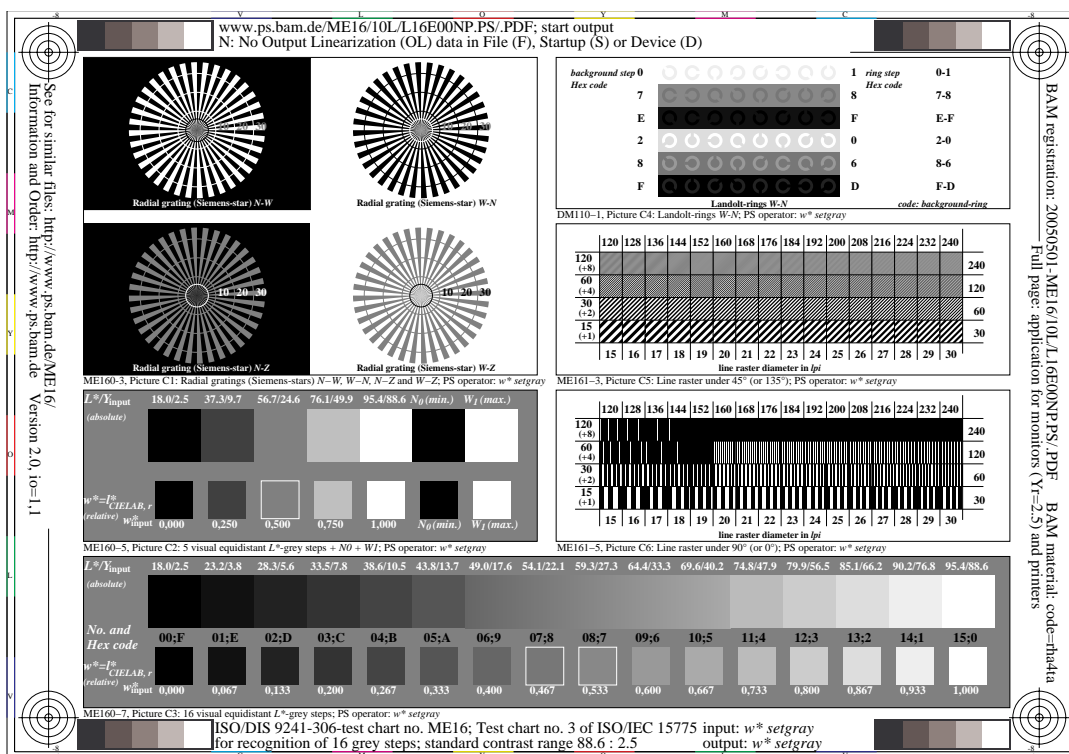 www.ps.bam.de/ME16/10L/L16E00NP.PS/.PDF; start output
N: No Output Linearization (OL) data in File (F), Startup (S) or Device (D)
See for similar files: http://www.ps.bam.de/ME16/
Information and Order: http://www.ps.bam.de Version 2.0, io=1,1
BAM registration: 20050501-ME16/10L/L16E00NP.PS/.PDF BAM material: code=rha4ta
Full page: application for monitors (Yr=2.5) and printers
-8 V L O Y M C -8
C
M
Y
O
L
V
10 20 30
10 20 30
Radial grating (Siemens-star) N-W
Radial grating (Siemens-star) W-N
10 20 30
10 20 30
Radial grating (Siemens-star) N-Z
Radial grating (Siemens-star) W-Z
ME160-3, Picture C1: Radial gratings (Siemens-stars) N-W, W-N, N-Z and W-Z; PS operator: w* setgray
background step 0 1 ring step 0-1
Hex code Hex code
7 8 7-8
E F E-F
2 0 2-0
8 6 8-6
F D F-D
Landolt-rings W-N code: background-ring
DM110-1, Picture C4: Landolt-rings W-N; PS operator: w* setgray
120 128 136 144 152 160 168 176 184 192 200 208 216 224 232 240
120 (+8) 240
60 (+4) 120
30 (+2) 60
15 (+1) 30
15 16 17 18 19 20 21 22 23 24 25 26 27 28 29 30
line raster diameter in lpi
ME161-3, Picture C5: Line raster under 45° (or 135°); PS operator: w* setgray
L*/Yinput 18.0/2.5 37.3/9.7 56.7/24.6 76.1/49.9 95.4/88.6 N0 (min.) W1 (max.)
(absolute)
w*=l*CIELAB, r
(relative)
w*input 0,000 0,250 0,500 0,750 1,000 N0 (min.) W1 (max.)
ME160-5, Picture C2: 5 visual equidistant L*-grey steps + N0 + W1; PS operator: w* setgray
120 128 136 144 152 160 168 176 184 192 200 208 216 224 232 240
120 (+8) 240
60 (+4) 120
30 (+2) 60
15 (+1) 30
15 16 17 18 19 20 21 22 23 24 25 26 27 28 29 30
line raster diameter in lpi
ME161-5, Picture C6: Line raster under 90° (or 0°); PS operator: w* setgray
L*/Yinput 18.0/2.5 23.2/3.8 28.3/5.6 33.5/7.8 38.6/10.5 43.8/13.7 49.0/17.6 54.1/22.1 59.3/27.3 64.4/33.3 69.6/40.2 74.8/47.9 79.9/56.5 85.1/66.2 90.2/76.8 95.4/88.6
(absolute)
No. and
Hex code 00;F 01;E 02;D 03;C 04;B 05;A 06;9 07;8 08;7 09;6 10;5 11;4 12;3 13;2 14;1 15;0
w*=l*CIELAB, r
(relative)
w*input 0,000 0,067 0,133 0,200 0,267 0,333 0,400 0,467 0,533 0,600 0,667 0,733 0,800 0,867 0,933 1,000
ME160-7, Picture C3: 16 visual equidistant L*-grey steps; PS operator: w* setgray
ISO/DIS 9241-306-test chart no. ME16; Test chart no. 3 of ISO/IEC 15775 input: w* setgray
for recognition of 16 grey steps; standard contrast range 88.6 : 2.5 output: w* setgray
-8 -8